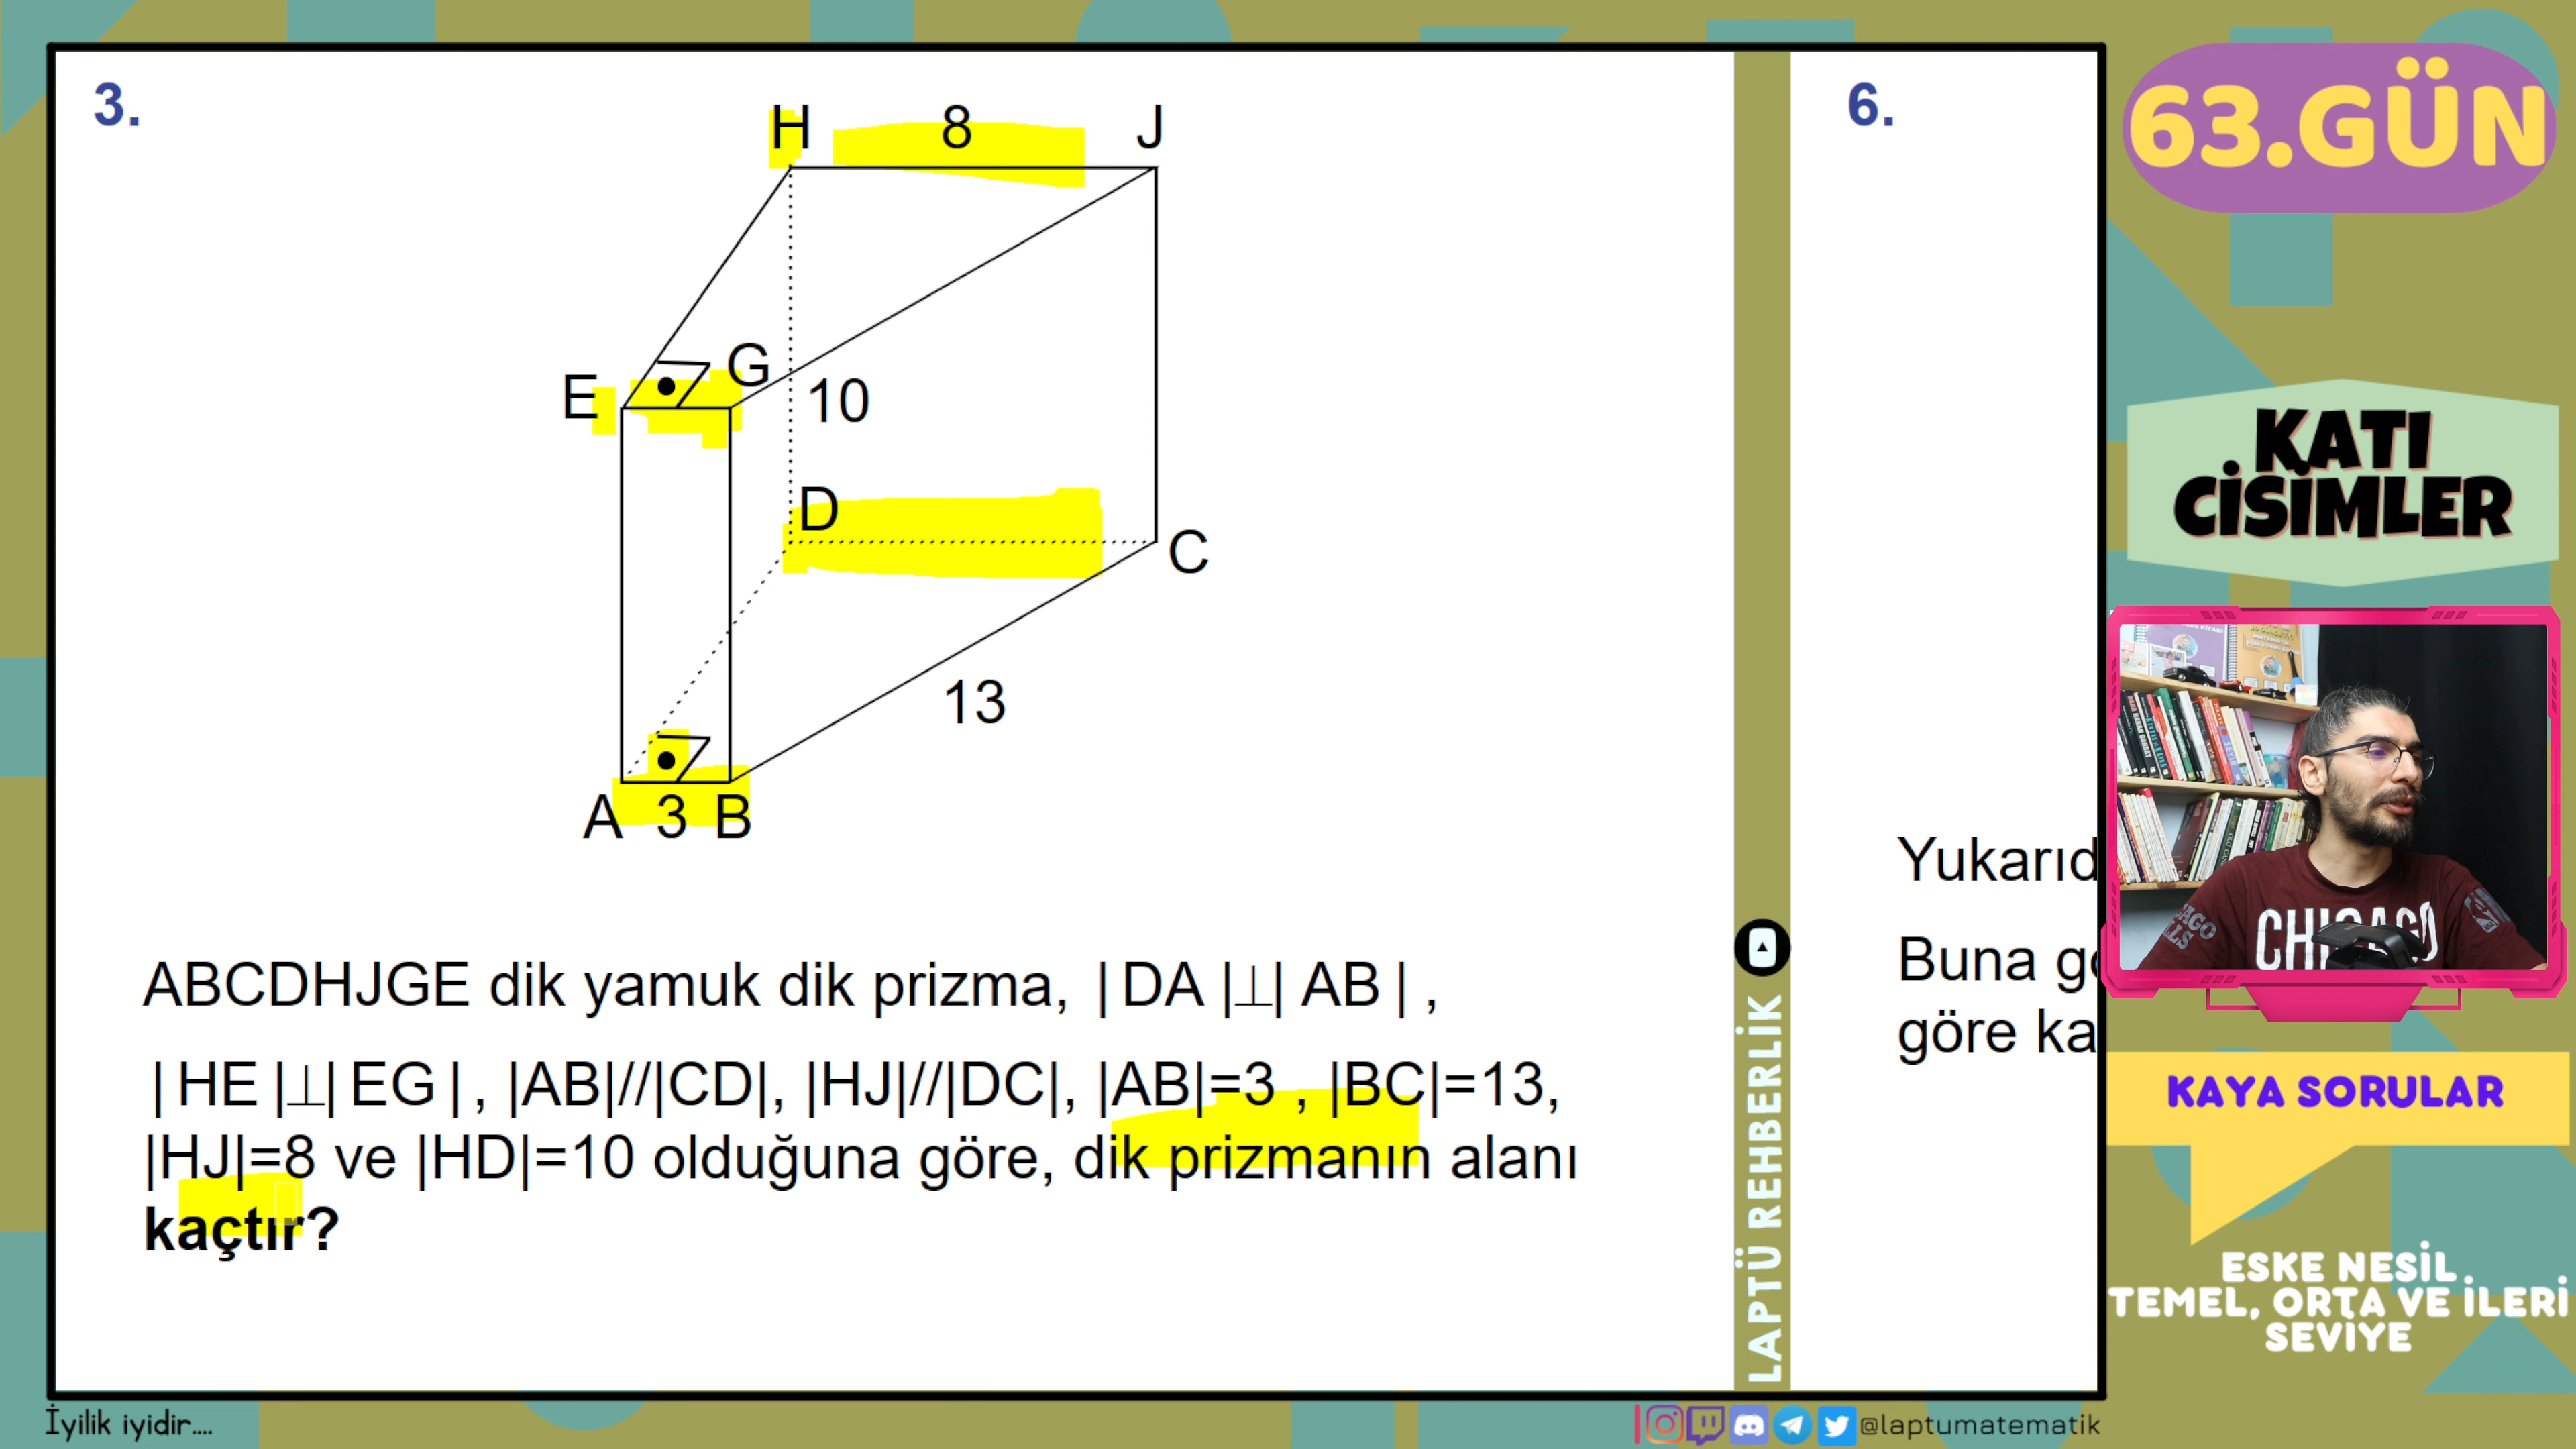 3.
H 8 J
E G 10
D
C
13
A 3 B
ABCDHJGE dik yamuk dik prizma, |DA|⊥|AB|,
|HE|⊥|EG|, |AB|//|CD|, |HJ|//|DC|, |AB|=3 , |BC|=13,
|HJ|=8 ve |HD|=10 olduğuna göre, dik prizmanın alanı
kaçtır?
LAPTÜ REHBERLİK
6.
Yukarıd
Buna gö
göre ka
63.GÜN
KATI
CİSİMLER
CHICAGO
KAYA SORULAR
ESKE NESİL
TEMEL, ORTA VE İLERİ
SEVİYE
İyilik iyidir....
@laptumatematik